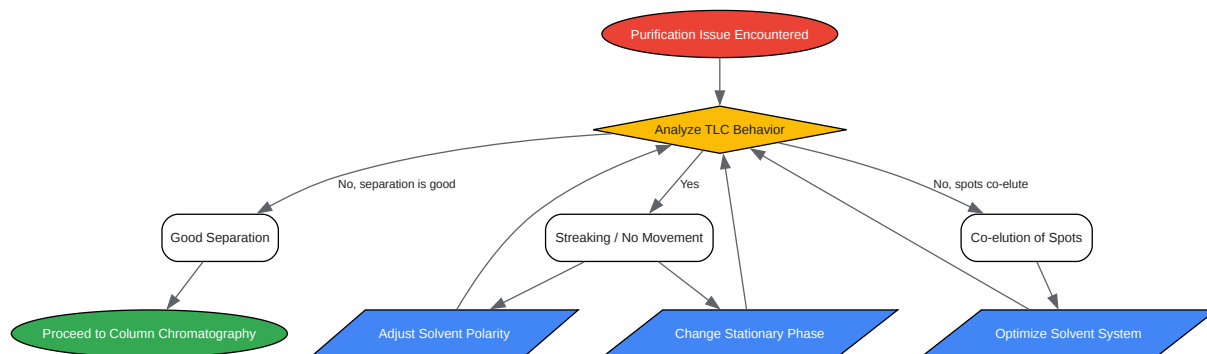 Purification Issue Encountered
Analyze TLC Behavior
No, separation is good
Yes
No, spots co-elute
Good Separation
Streaking / No Movement
Co-elution of Spots
Proceed to Column Chromatography
Adjust Solvent Polarity
Change Stationary Phase
Optimize Solvent System